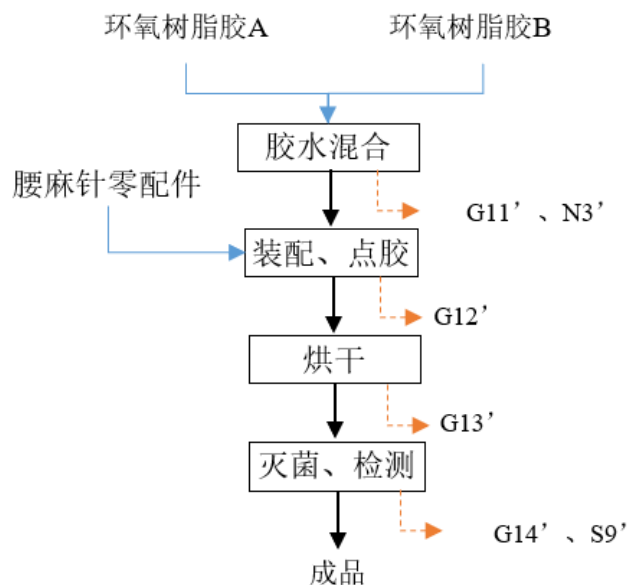 环氧树脂胶A 环氧树脂胶B
胶水混合
腰麻针零配件
G11’、N3’
装配、点胶
G12’
烘干
G13’
灭菌、检测
G14’、S9’
成品